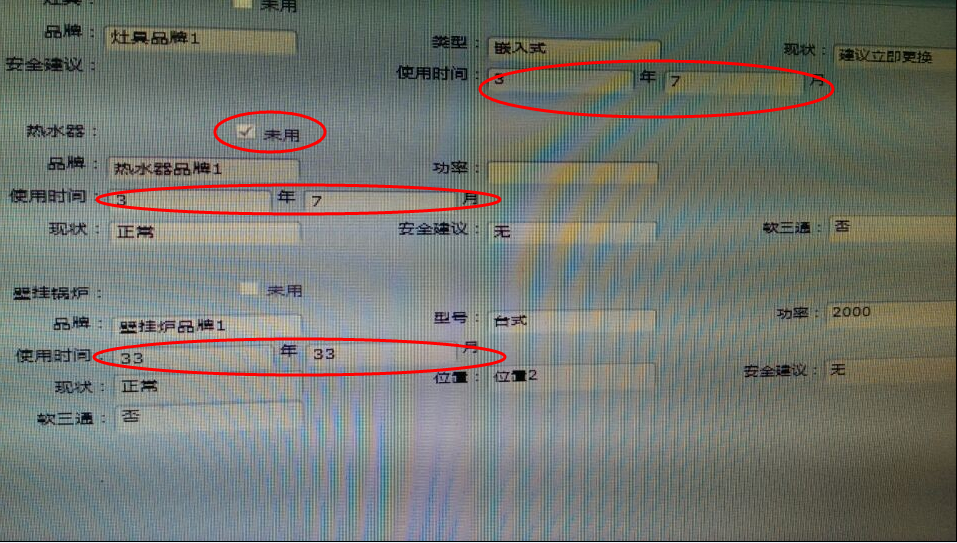 灶具： 未用
品牌： 灶具品牌1 类型： 嵌入式 现状： 建议立即更换
安全建议： 使用时间： 3 年 7 月
热水器： 未用
品牌： 热水器品牌1 功率：
使用时间： 3 年 7 月
现状： 正常 安全建议： 无 软三通： 否
壁挂锅炉： 未用
品牌： 壁挂炉品牌1 型号： 台式 功率： 2000
使用时间： 33 年 33 月
现状： 正常 位置： 位置2 安全建议： 无
软三通： 否